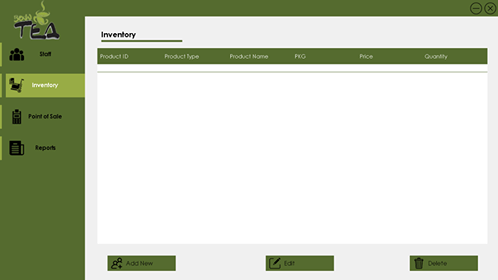 TEA
Staff
Inventory
Point of Sale
Reports
Inventory
Product ID Product Type Product Name PKG Price Quantity
Add New
Edit
Delete